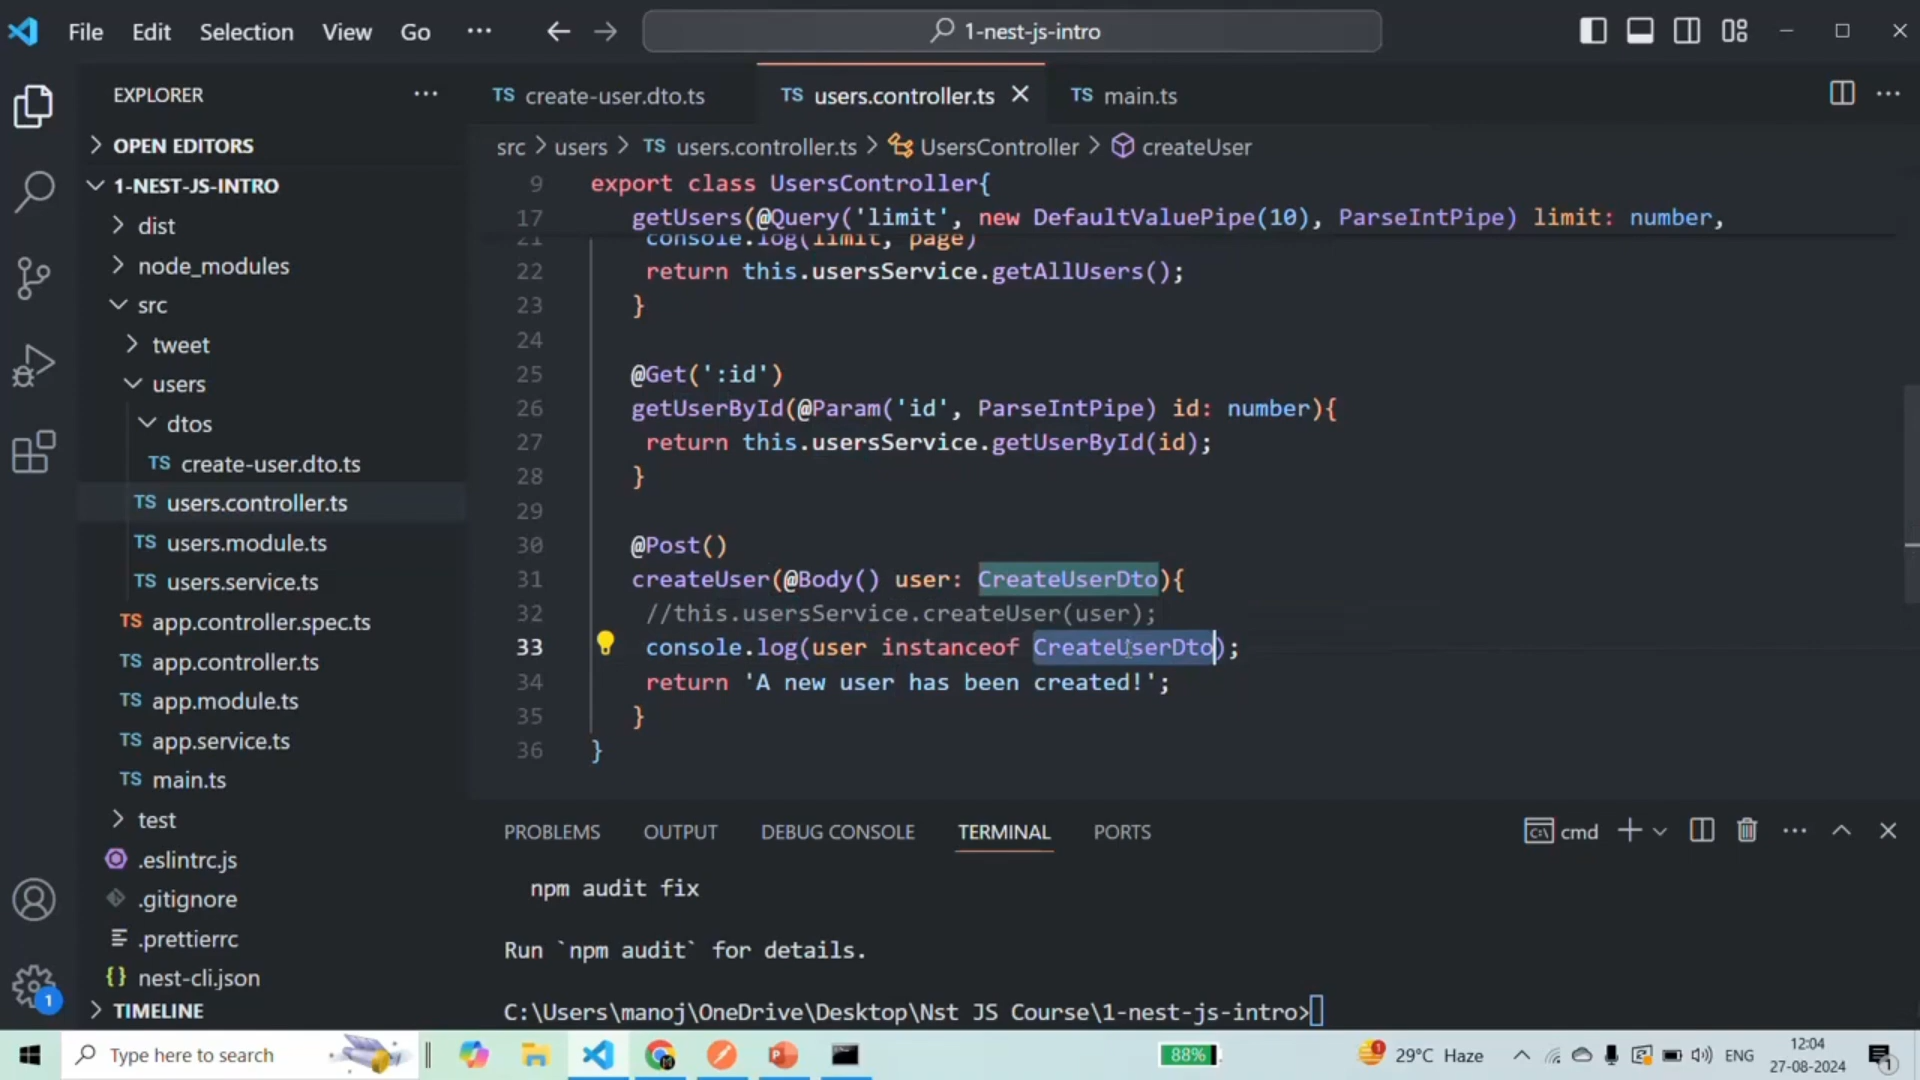 File Edit Selection View Go ··· 1-nest-js-intro
EXPLORER ···
OPEN EDITORS
1-NEST-JS-INTRO
dist
node_modules
src
tweet
users
dtos
TS create-user.dto.ts
TS users.controller.ts
TS users.module.ts
TS users.service.ts
TS app.controller.spec.ts
TS app.controller.ts
TS app.module.ts
TS app.service.ts
TS main.ts
test
.eslintrc.js
.gitignore
.prettierrc
{} nest-cli.json
TIMELINE
1
TS create-user.dto.ts TS users.controller.ts TS main.ts
src > users > TS users.controller.ts > UsersController > createUser
9 export class UsersController{
17 getUsers(@Query('limit', new DefaultValuePipe(10), ParseIntPipe) limit: number,
21 console.log(limit, page)
22 return this.usersService.getAllUsers();
23 }
24
25 @Get(':id')
26 getUserById(@Param('id', ParseIntPipe) id: number){
27 return this.usersService.getUserById(id);
28 }
29
30 @Post()
31 createUser(@Body() user: CreateUserDto){
32 //this.usersService.createUser(user);
33 console.log(user instanceof CreateUserDto);
34 return 'A new user has been created!';
35 }
36 }
PROBLEMS OUTPUT DEBUG CONSOLE TERMINAL PORTS cmd
npm audit fix
Run `npm audit` for details.
C:\Users\manoj\OneDrive\Desktop\Nst JS Course\1-nest-js-intro>
Type here to search 88% 1 29°C Haze ENG 12:04
27-08-2024 1